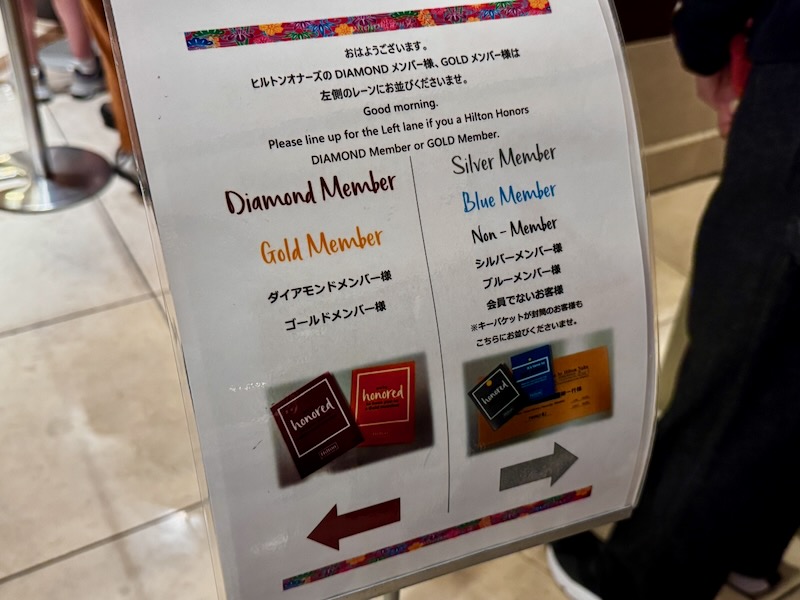 おはようございます。
ヒルトンオナーズの DIAMOND メンバー様、GOLD メンバー様は
左側のレーンにお並びくださいませ。
Good morning.
Please line up for the Left lane if you a Hilton Honors
DIAMOND Member or GOLD Member.
Diamond Member
Gold Member
ダイアモンドメンバー様
ゴールドメンバー様
Silver Member
Blue Member
Non - Member
シルバーメンバー様
ブルーメンバー様
会員でないお客様
※キーパケットが封筒のお客様も
こちらにお並びくださいませ。
honored
honored
honored